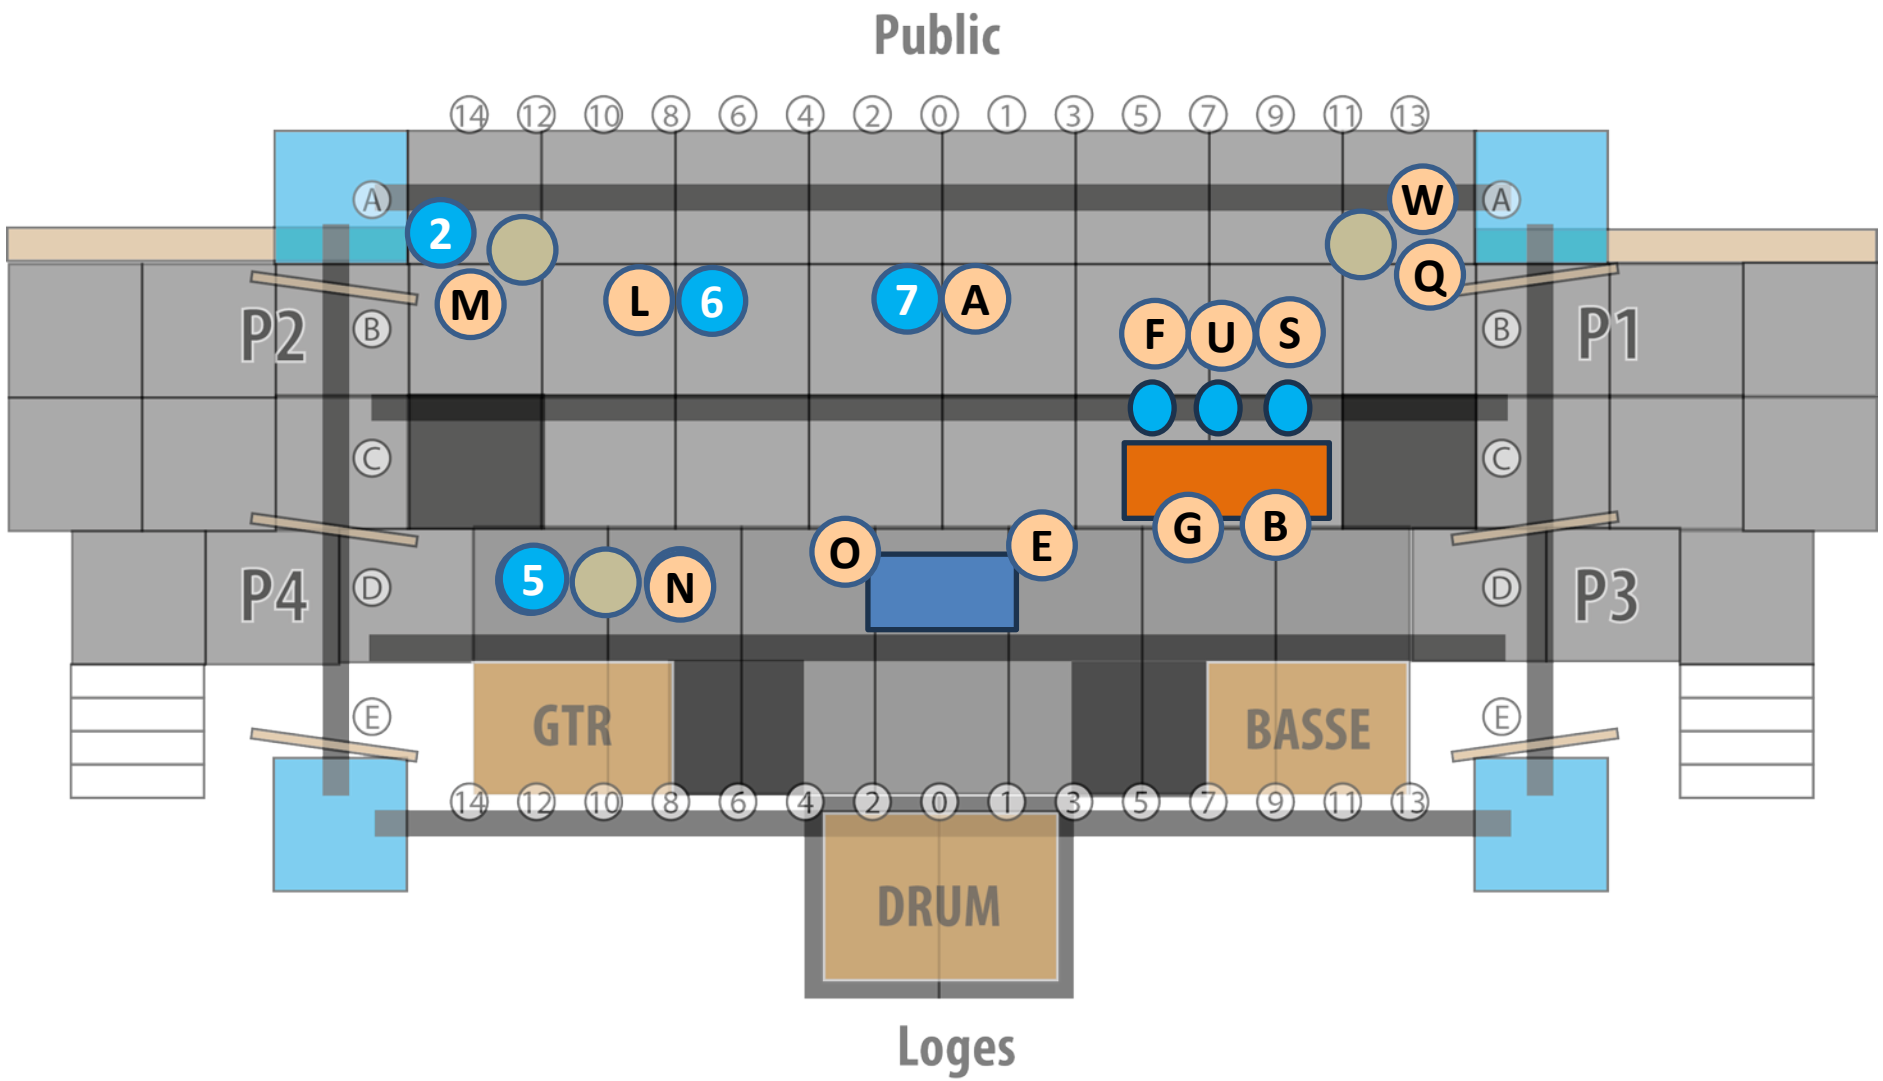 Public
14 12 10 8 6 4 2 0 1 3 5 7 9 11 13
A W A
2
M L 6 7 A Q
P2 B F U S B P1
C C
G B
O E
5 N
P4 D D P3
E GTR BASSE E
14 12 10 8 6 4 2 0 1 3 5 7 9 11 13
DRUM
Loges